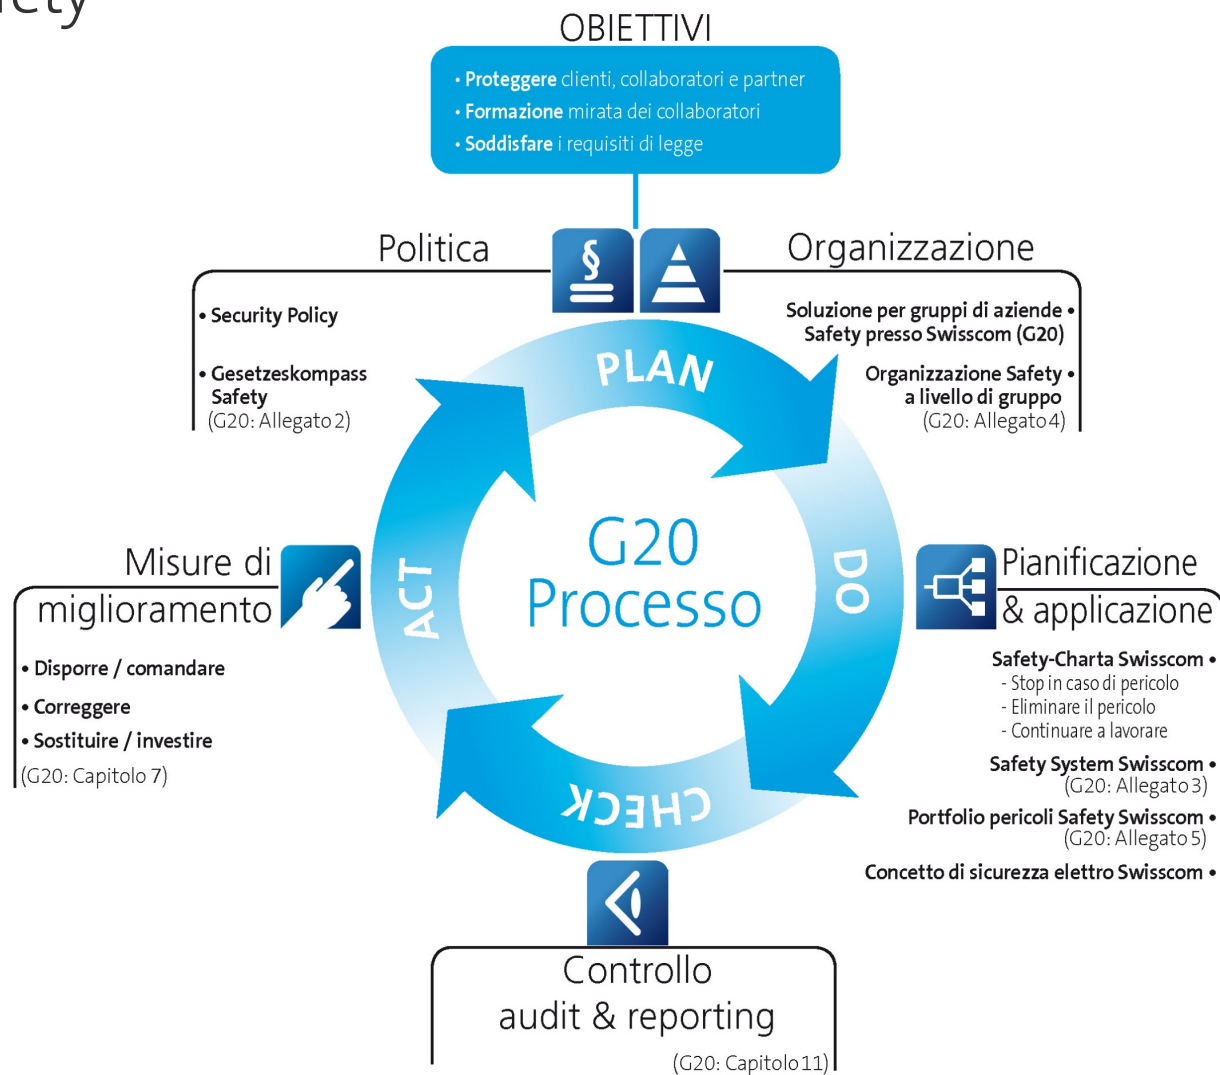 OBIETTIVI
• Proteggere clienti, collaboratori e partner
• Formazione mirata dei collaboratori
• Soddisfare i requisiti di legge
Politica
§
• Security Policy
• Gesetzeskompass
Safety
(G20: Allegato 2)
Organizzazione
Soluzione per gruppi di aziende •
Safety presso Swisscom (G20)
Organizzazione Safety •
a livello di gruppo
(G20: Allegato 4)
PLAN
DO
CHECK
ACT
G20
Processo
Misure di
miglioramento
• Disporre / comandare
• Correggere
• Sostituire / investire
(G20: Capitolo 7)
Pianificazione
& applicazione
Safety-Charta Swisscom •
- Stop in caso di pericolo
- Eliminare il pericolo
- Continuare a lavorare
Safety System Swisscom •
(G20: Allegato 3)
Portfolio pericoli Safety Swisscom •
(G20: Allegato 5)
Concetto di sicurezza elettro Swisscom •
Controllo
audit & reporting
(G20: Capitolo 11)